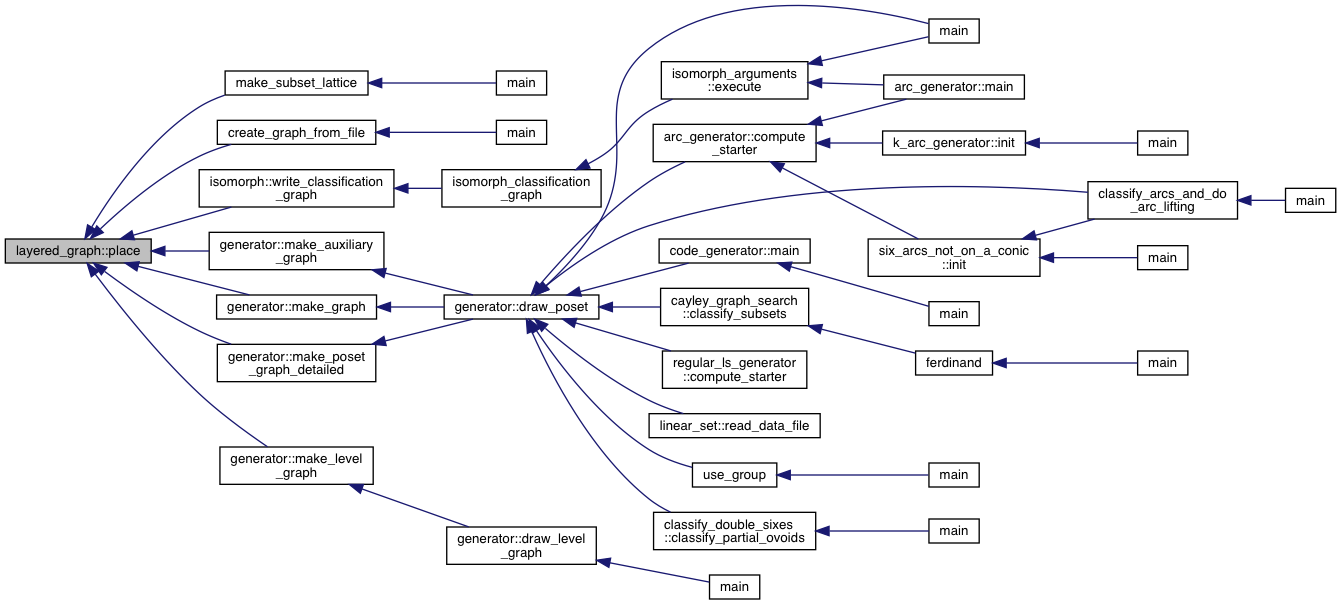 layered_graph::place
make_subset_lattice
main
create_graph_from_file
main
isomorph::write_classification
_graph
isomorph_classification
_graph
isomorph_arguments
::execute
main
arc_generator::main
generator::make_auxiliary
_graph
generator::draw_poset
arc_generator::compute
_starter
k_arc_generator::init
main
six_arcs_not_on_a_conic
::init
classify_arcs_and_do
_arc_lifting
main
main
code_generator::main
main
cayley_graph_search
::classify_subsets
ferdinand
main
regular_ls_generator
::compute_starter
linear_set::read_data_file
use_group
main
classify_double_sixes
::classify_partial_ovoids
main
generator::make_graph
generator::make_poset
_graph_detailed
generator::make_level
_graph
generator::draw_level
_graph
main